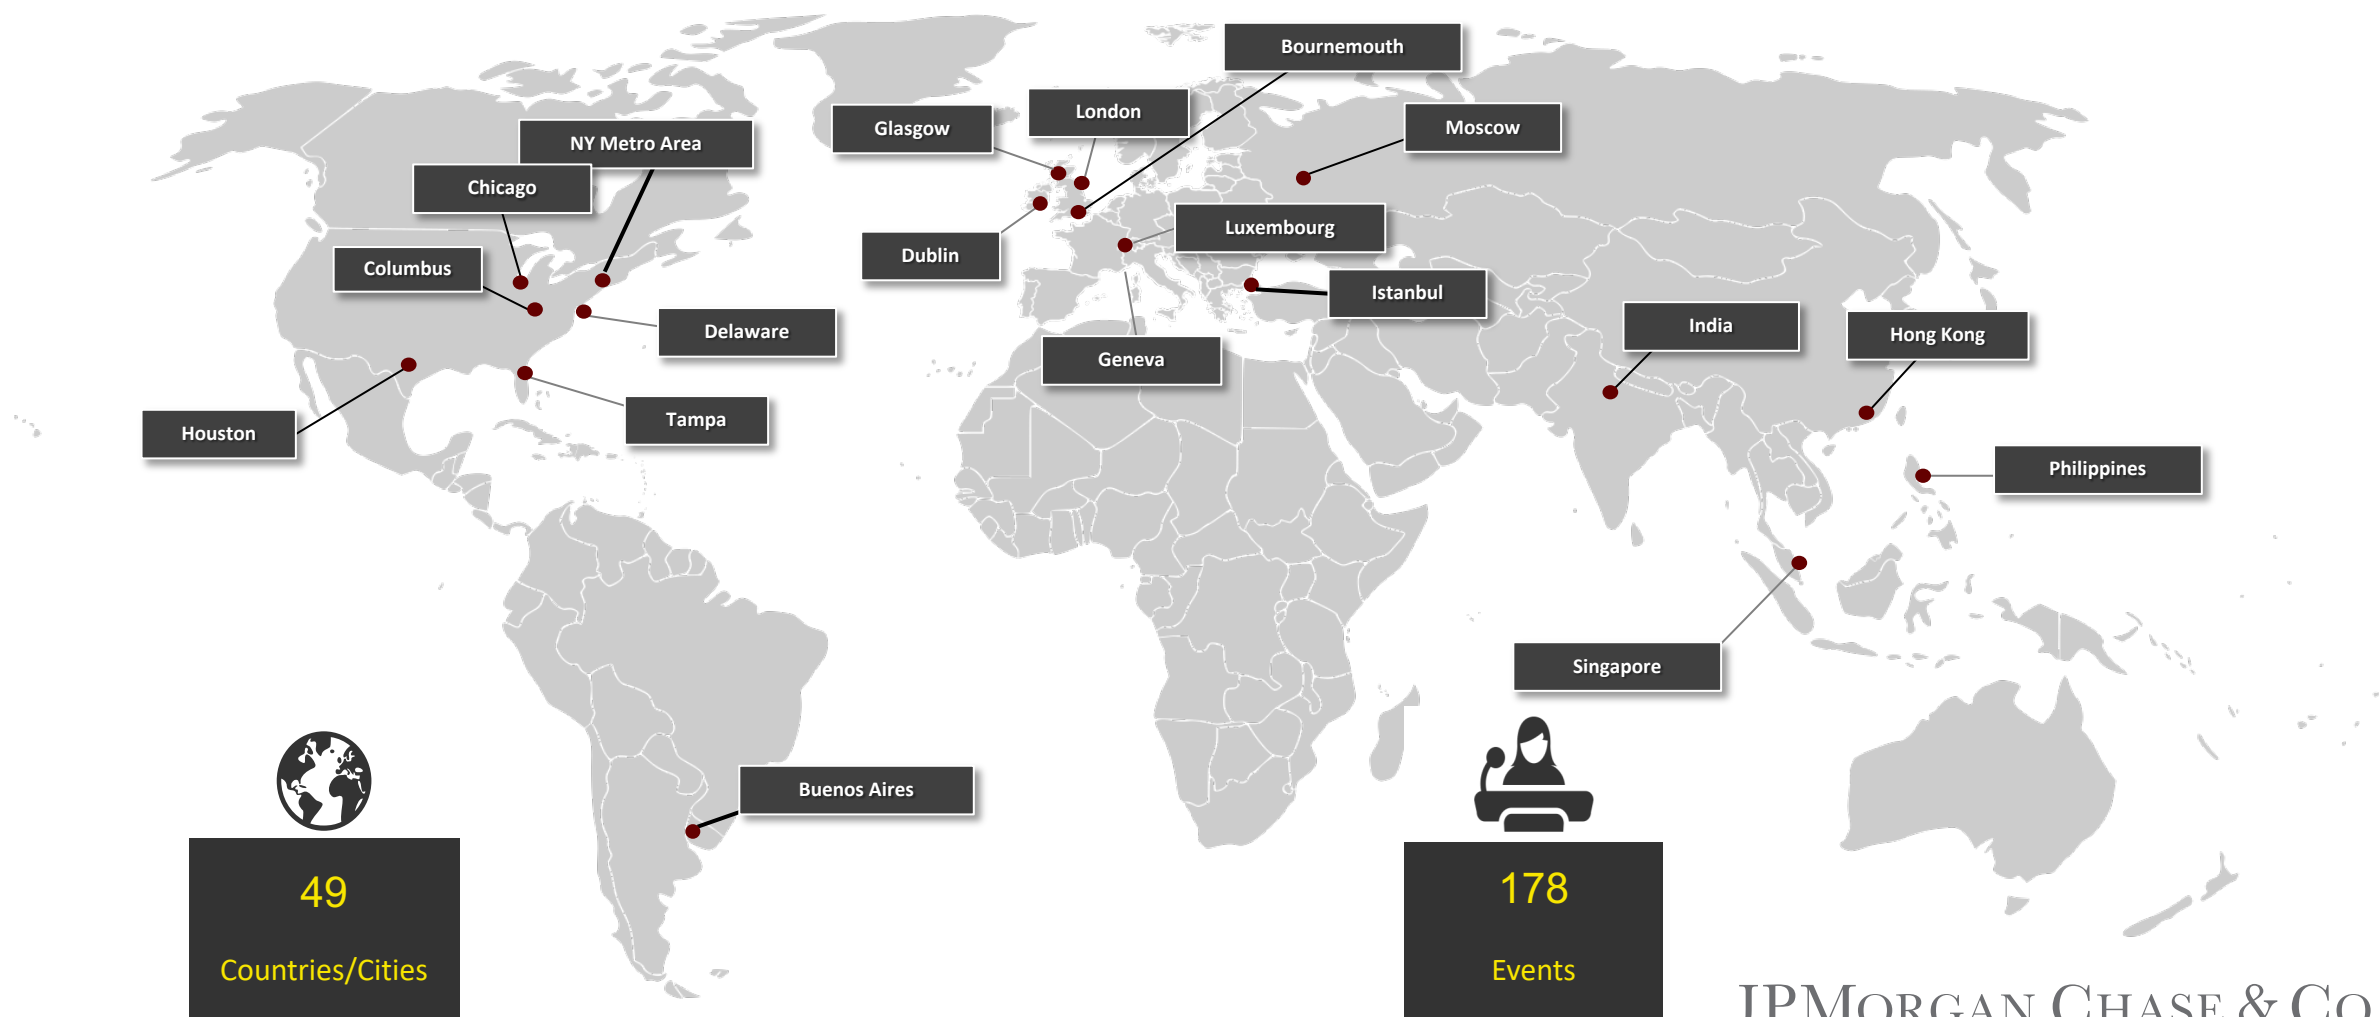 Bournemouth
London
Glasgow
Moscow
NY Metro Area
Chicago
Luxembourg
Dublin
Columbus
Istanbul
India
Hong Kong
Delaware
Geneva
Tampa
Houston
Philippines
Singapore
Buenos Aires
49
Countries/Cities
178
Events
JPMORGAN CHASE & CO